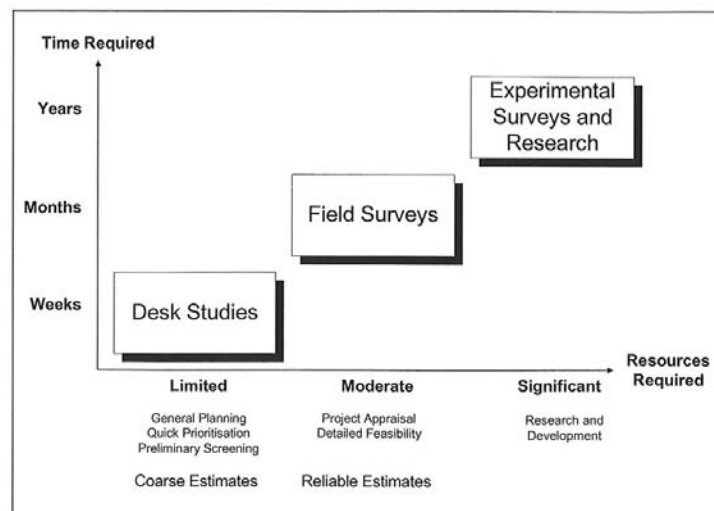 Time Required
Years
Experimental
Surveys and
Research
Months
Field Surveys
Weeks
Desk Studies
Resources
Required
Limited
Moderate
Significant
General Planning
Quick Prioritisation
Preliminary Screening
Project Appraisal
Detailed Feasibility
Research and
Development
Coarse Estimates
Reliable Estimates